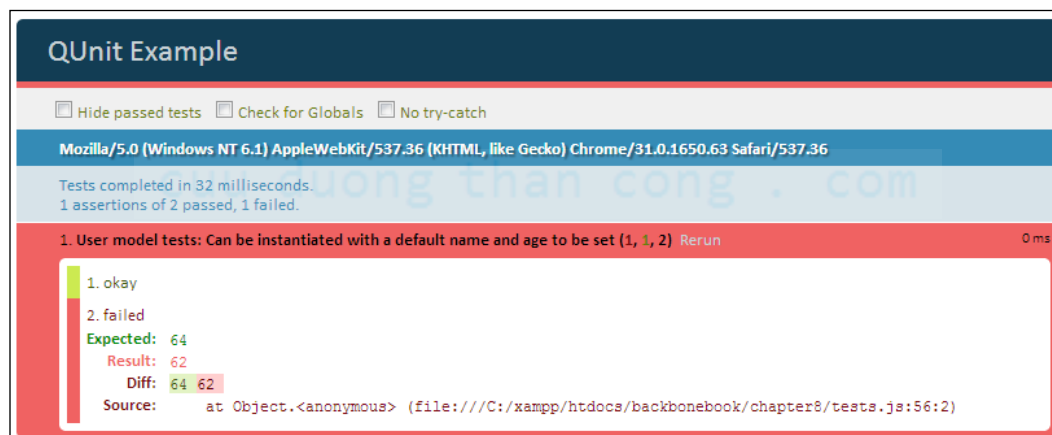 QUnit Example
Hide passed tests Check for Globals No try-catch
Mozilla/5.0 (Windows NT 6.1) AppleWebKit/537.36 (KHTML, like Gecko) Chrome/31.0.1650.63 Safari/537.36
cuu duong than cong . com
Tests completed in 32 milliseconds.
1 assertions of 2 passed, 1 failed.
1. User model tests: Can be instantiated with a default name and age to be set (1, 1, 2) Rerun 0 ms
1. okay
2. failed
Expected: 64
Result: 62
Diff: 64 62
Source: at Object.<anonymous> (file:///C:/xampp/htdocs/backbonebook/chapter8/tests.js:56:2)